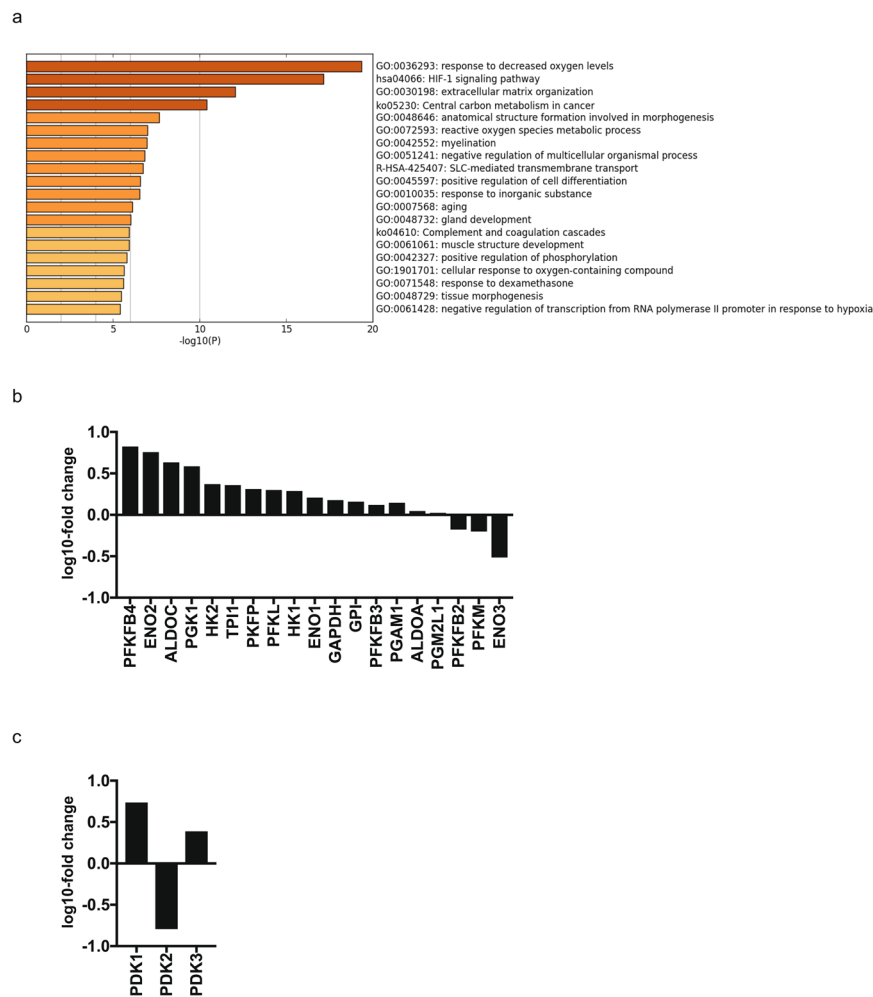 a
GO:0036293: response to decreased oxygen levels
hsa04066: HIF-1 signaling pathway
GO:0030198: extracellular matrix organization
ko05230: Central carbon metabolism in cancer
GO:0048646: anatomical structure formation involved in morphogenesis
GO:0072593: reactive oxygen species metabolic process
GO:0042552: myelination
GO:0051241: negative regulation of multicellular organismal process
R-HSA-425407: SLC-mediated transmembrane transport
GO:0045597: positive regulation of cell differentiation
GO:0010035: response to inorganic substance
GO:0007568: aging
GO:0048732: gland development
ko04610: Complement and coagulation cascades
GO:0061061: muscle structure development
GO:0042327: positive regulation of phosphorylation
GO:1901701: cellular response to oxygen-containing compound
GO:0071548: response to dexamethasone
GO:0048729: tissue morphogenesis
GO:0061428: negative regulation of transcription from RNA polymerase II promoter in response to hypoxia
0 5 10 15 20
-log10(P)
b
log10-fold change
1.0
0.5
0.0
-0.5
-1.0
PFKFB4 ENO2 ALDOC PGK1 HK2 TPI1 PKFP PFKL HK1 ENO1 GAPDH GPI PFKFB3 PGAM1 ALDOA PGM2L1 PFKFB2 PFKM ENO3
c
log10-fold change
1.0
0.5
0.0
-0.5
-1.0
PDK1 PDK2 PDK3